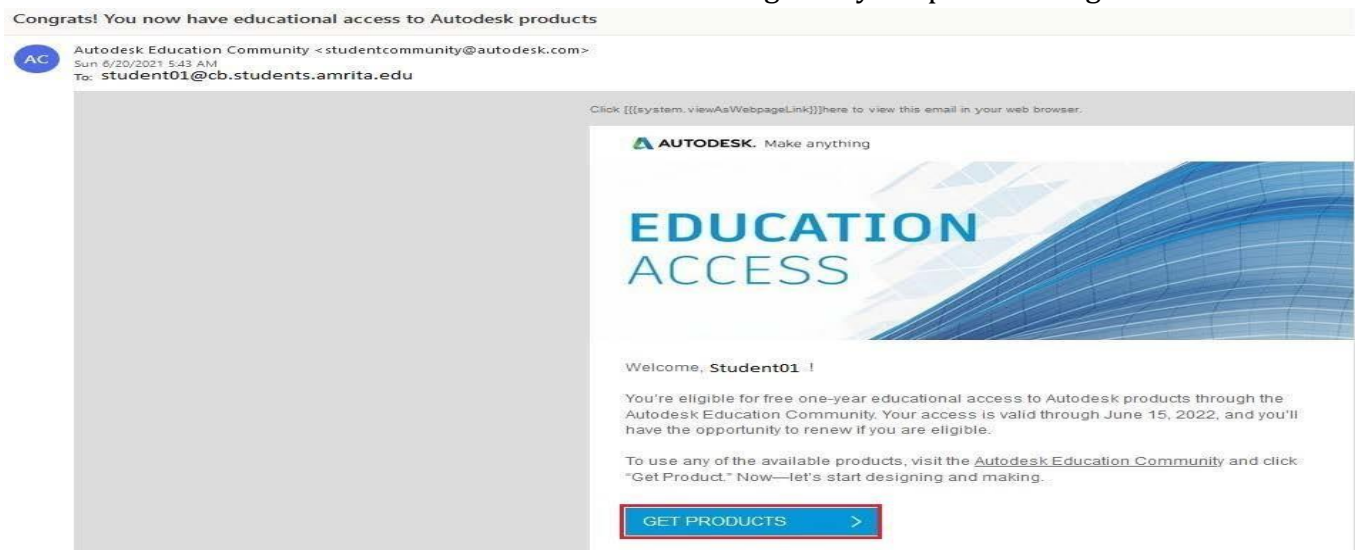 Congrats! You now have educational access to Autodesk products
AC
Autodesk Education Community <studentcommunity@autodesk.com>
Sun 6/20/2021 5:43 AM
To: student01@cb.students.amrita.edu
Click [[[system.viewAsWebpageLink]]]here to view this email in your web browser.
AUTODESK. Make anything
EDUCATION
ACCESS
Welcome, Student01 !
You're eligible for free one-year educational access to Autodesk products through the
Autodesk Education Community. Your access is valid through June 15, 2022, and you'll
have the opportunity to renew if you are eligible.
To use any of the available products, visit the Autodesk Education Community and click
"Get Product." Now—let's start designing and making.
GET PRODUCTS >